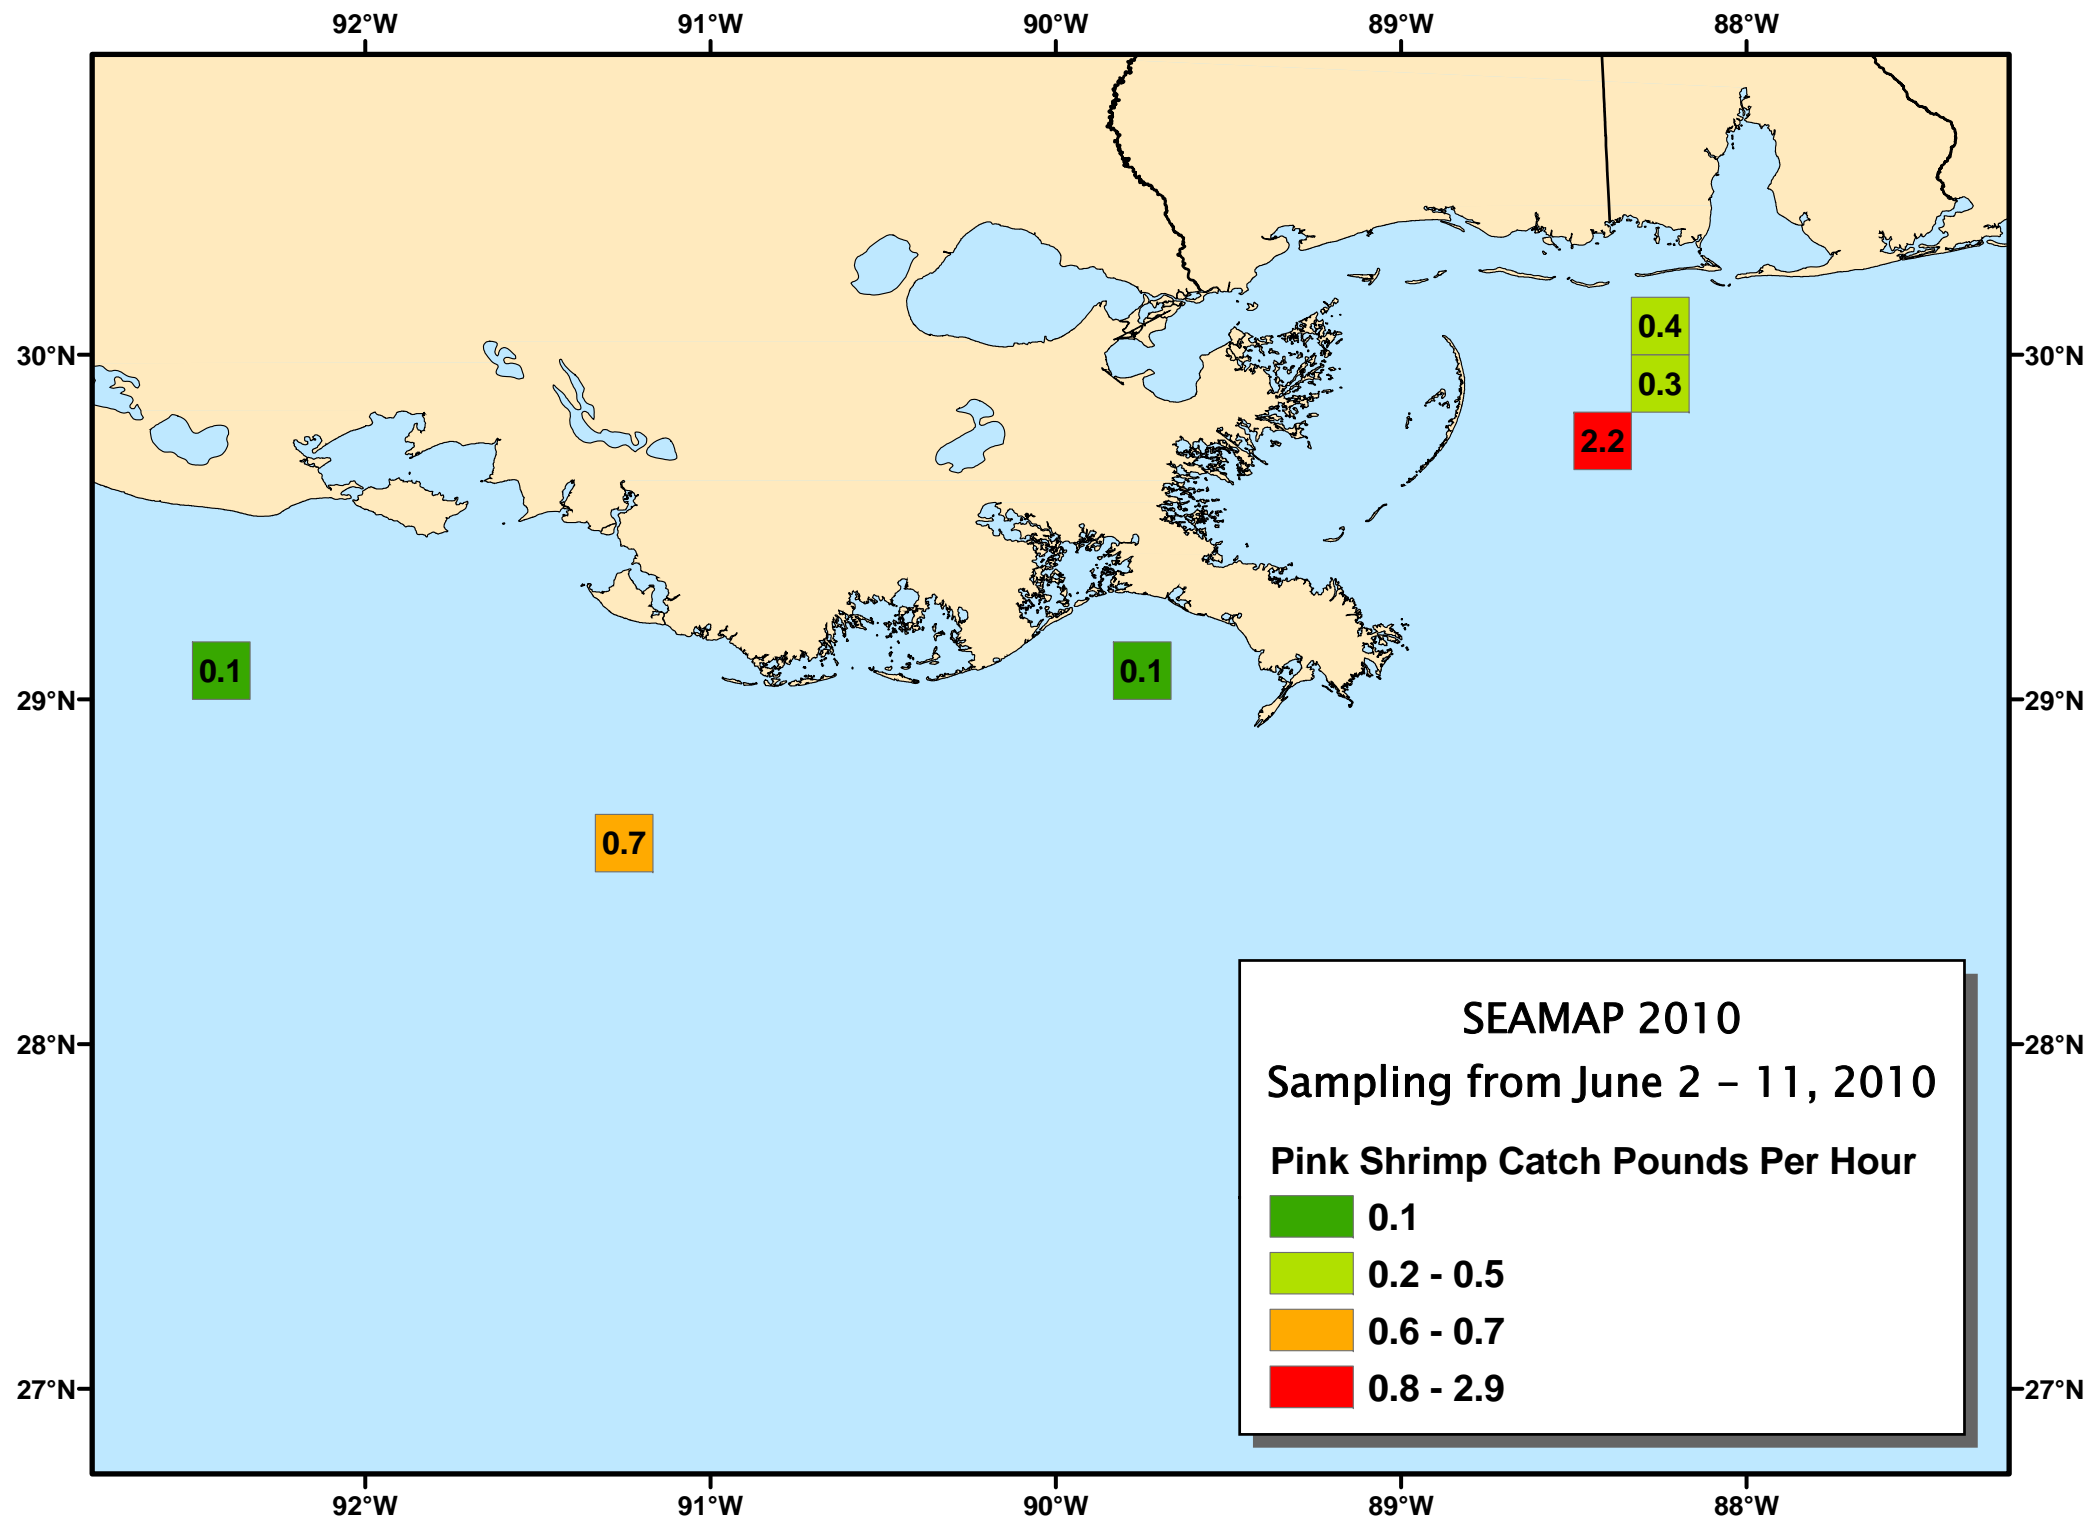 92°W 91°W 90°W 89°W 88°W
0.4
30°N 30°N
0.3
2.2
0.1 0.1
29°N 29°N
0.7
SEAMAP 2010
28°N 28°N
Sampling from June 2 – 11, 2010
Pink Shrimp Catch Pounds Per Hour
0.1
0.2 - 0.5
0.6 - 0.7
27°N 27°N
0.8 - 2.9
92°W 91°W 90°W 89°W 88°W